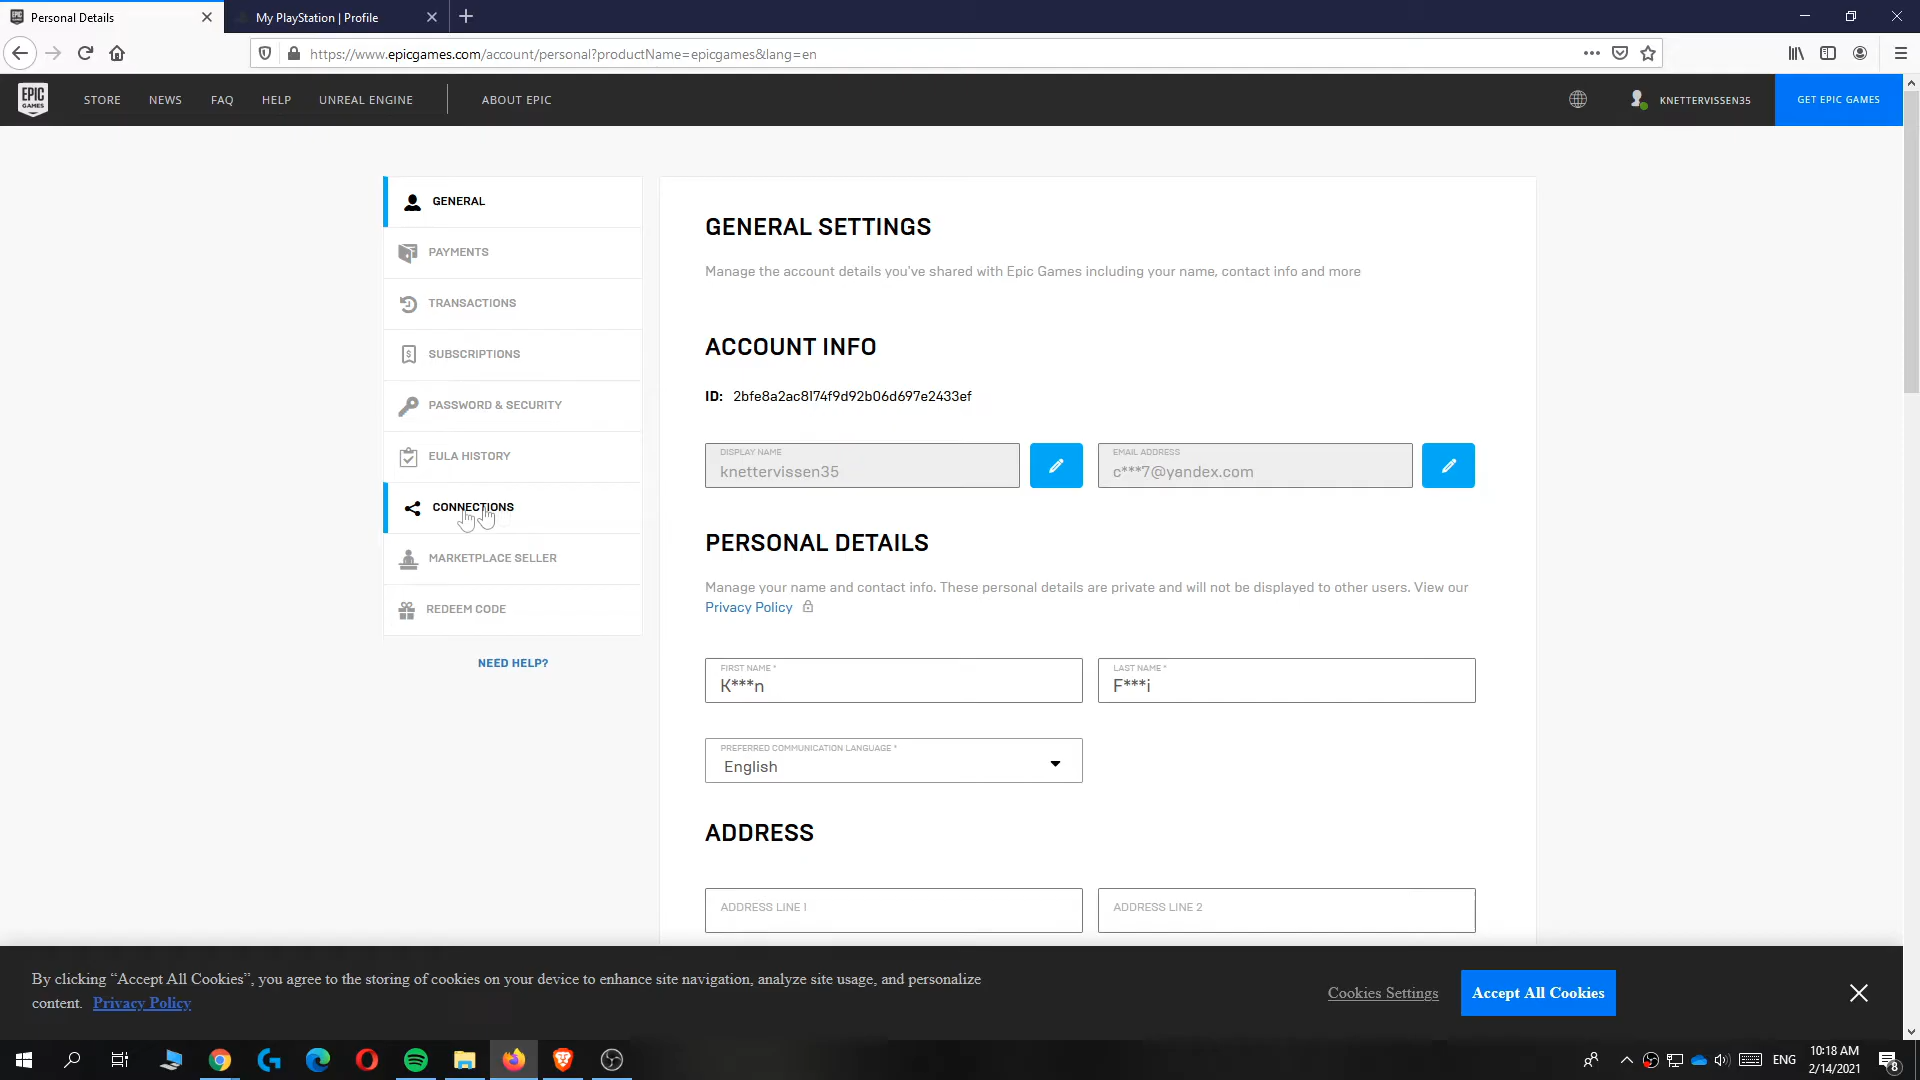 Personal Details
My PlayStation | Profile
https://www.epicgames.com/account/personal?productName=epicgames&lang=en
EPIC GAMES
STORE
NEWS
FAQ
HELP
UNREAL ENGINE
ABOUT EPIC
KNETTERVISSEN35
GET EPIC GAMES
GENERAL
PAYMENTS
TRANSACTIONS
SUBSCRIPTIONS
PASSWORD & SECURITY
EULA HISTORY
CONNECTIONS
MARKETPLACE SELLER
REDEEM CODE
NEED HELP?
GENERAL SETTINGS
Manage the account details you've shared with Epic Games including your name, contact info and more
ACCOUNT INFO
ID: 2bfe8a2ac8174f9d92b06d697e2433ef
DISPLAY NAME
knettervissen35
EMAIL ADDRESS
c***7@yandex.com
PERSONAL DETAILS
Manage your name and contact info. These personal details are private and will not be displayed to other users. View our
Privacy Policy
FIRST NAME *
K***n
LAST NAME *
F***i
PREFERRED COMMUNICATION LANGUAGE *
English
ADDRESS
ADDRESS LINE 1
ADDRESS LINE 2
By clicking “Accept All Cookies”, you agree to the storing of cookies on your device to enhance site navigation, analyze site usage, and personalize
content. Privacy Policy
Cookies Settings
Accept All Cookies
ENG
10:18 AM
2/14/2021
8